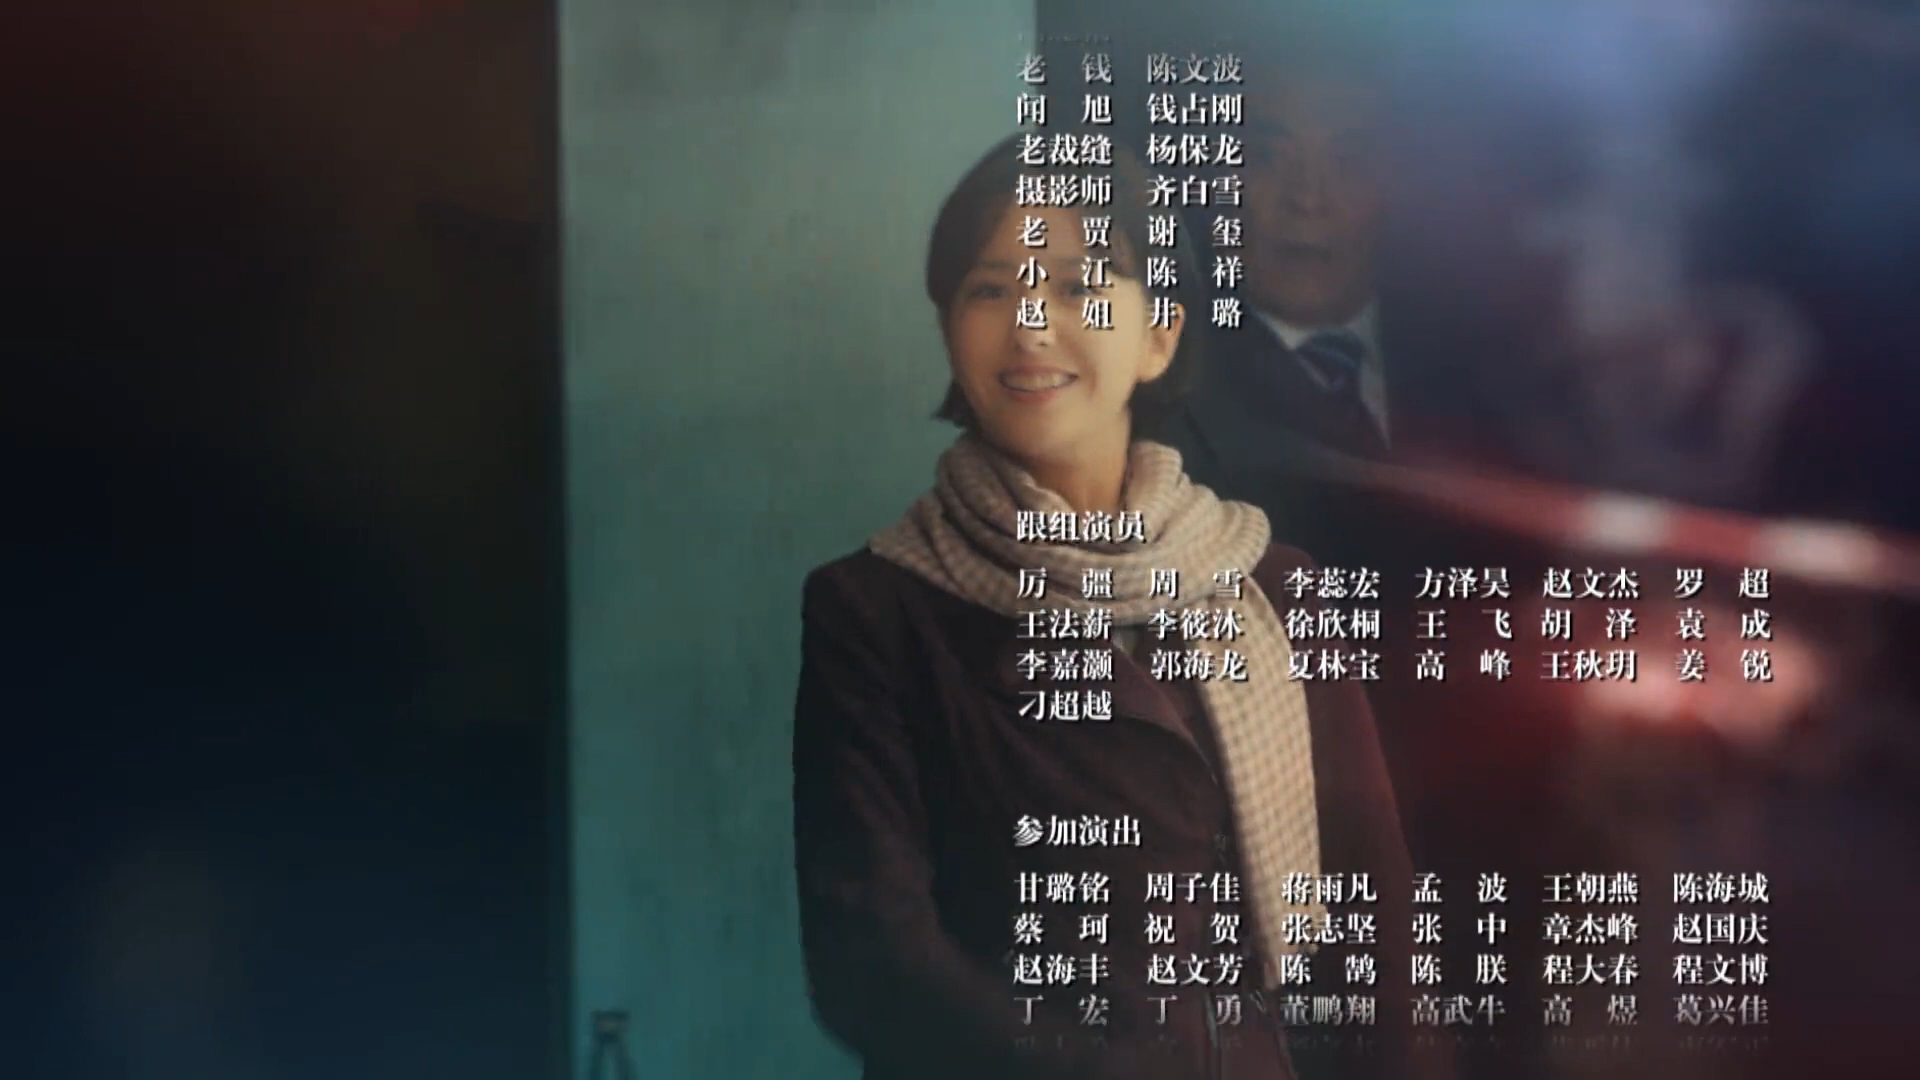 老 钱 陈文波
闻 旭 钱占刚
老裁缝 杨保龙
摄影师 齐白雪
老 贾 谢 玺
小 江 陈 祥
赵 姐 井 璐
跟组演员
厉 疆 周 雪 李蕊宏 方泽昊 赵文杰 罗 超
王法薪 李筱沐 徐欣桐 王 飞 胡 泽 袁 成
李嘉灏 郭海龙 夏林宝 高 峰 王秋玥 姜 锐
刁超越
参加演出
甘璐铭 周子佳 蒋雨凡 孟 波 王朝燕 陈海城
蔡 珂 祝 贺 张志坚 张 中 章杰峰 赵国庆
赵海丰 赵文芳 陈 鹄 陈 朕 程大春 程文博
丁 宏 丁 勇 董鹏翔 高武牛 高 煜 葛兴佳